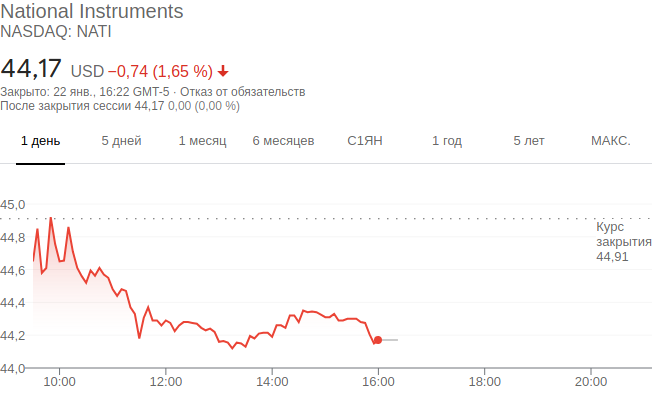 National Instruments
NASDAQ: NATI
44,17 USD −0,74 (1,65 %)
Закрыто: 22 янв., 16:22 GMT-5 · Отказ от обязательств
После закрытия сессии 44,17 0,00 (0,00 %)
1 день 5 дней 1 месяц 6 месяцев С1ЯН 1 год 5 лет МАКС.
45,0
Курс
44,8
закрытия
44,91
44,6
44,4
44,2
44,0
10:00 12:00 14:00 16:00 18:00 20:00